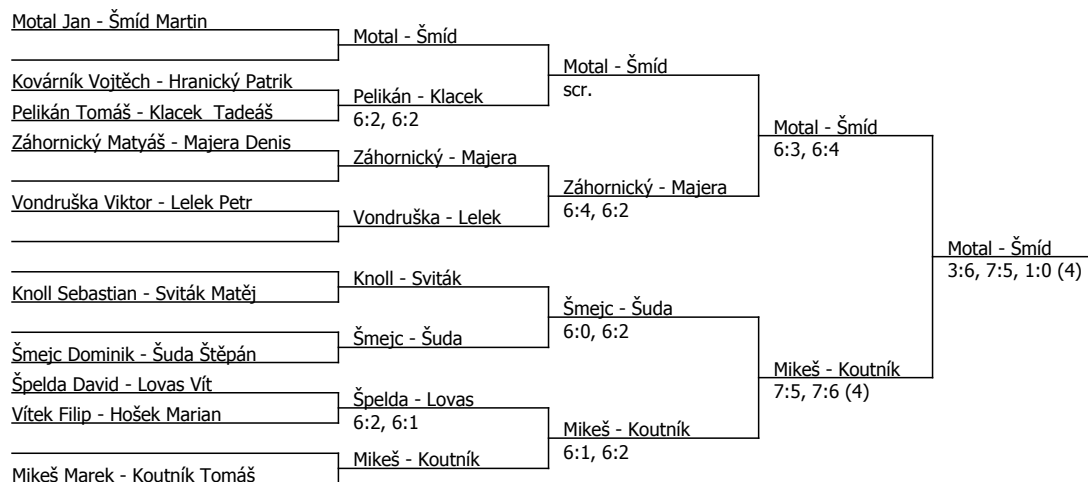 Motal Jan - Šmíd Martin
Motal - Šmíd
Kovárník Vojtěch - Hranický Patrik
Pelikán Tomáš - Klacek  Tadeáš
Pelikán - Klacek
6:2, 6:2
Motal - Šmíd
scr.
Záhornický Matyáš - Majera Denis
Záhornický - Majera
Vondruška Viktor - Lelek Petr
Vondruška - Lelek
Záhornický - Majera
6:4, 6:2
Motal - Šmíd
6:3, 6:4
Knoll Sebastian - Sviták Matěj
Knoll - Sviták
Šmejc Dominik - Šuda Štěpán
Šmejc - Šuda
Šmejc - Šuda
6:0, 6:2
Špelda David - Lovas Vít
Vítek Filip - Hošek Marian
Špelda - Lovas
6:2, 6:1
Mikeš Marek - Koutník Tomáš
Mikeš - Koutník
Mikeš - Koutník
6:1, 6:2
Mikeš - Koutník
7:5, 7:6 (4)
Motal - Šmíd
3:6, 7:5, 1:0 (4)